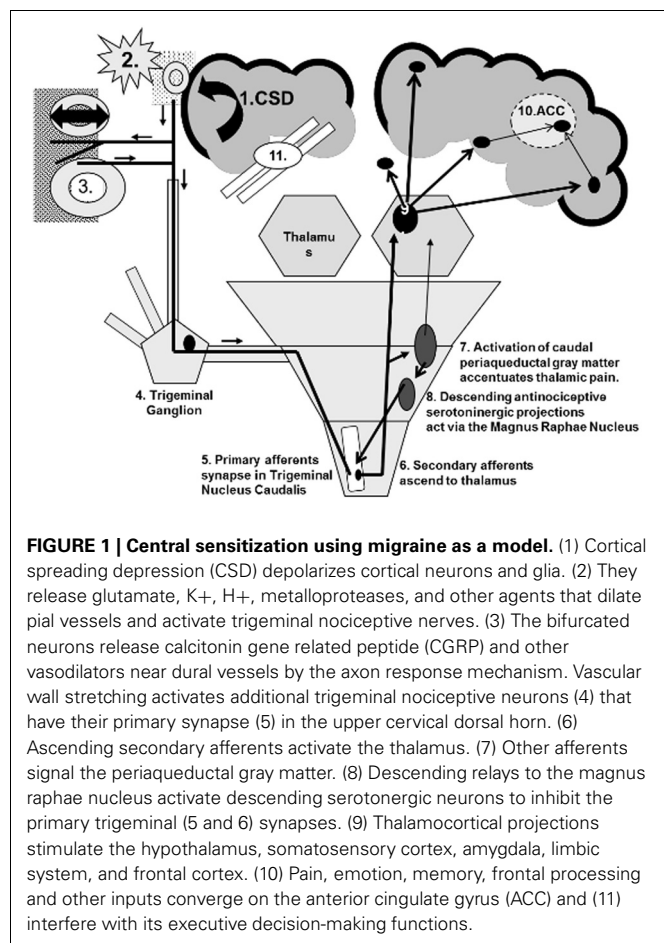 2.
1.CSD
10.ACC
11.
3.
9
Thalamu
s
7. Activation of caudal
periaqueductal gray matter
accentuates thalamic pain.
4. Trigeminal
Ganglion
8. Descending antinociceptive
serotoninergic projections
act via the Magnus Raphae Nucleus
5. Primary afferents
synapse in Trigeminal
Nucleus Caudalis
6. Secondary afferents
ascend to thalamus
FIGURE 1 | Central sensitization using migraine as a model. (1) Cortical
spreading depression (CSD) depolarizes cortical neurons and glia. (2) They
release glutamate, K+, H+, metalloproteases, and other agents that dilate
pial vessels and activate trigeminal nociceptive nerves. (3) The bifurcated
neurons release calcitonin gene related peptide (CGRP) and other
vasodilators near dural vessels by the axon response mechanism. Vascular
wall stretching activates additional trigeminal nociceptive neurons (4) that
have their primary synapse (5) in the upper cervical dorsal horn. (6)
Ascending secondary afferents activate the thalamus. (7) Other afferents
signal the periaqueductal gray matter. (8) Descending relays to the magnus
raphae nucleus activate descending serotonergic neurons to inhibit the
primary trigeminal (5 and 6) synapses. (9) Thalamocortical projections
stimulate the hypothalamus, somatosensory cortex, amygdala, limbic
system, and frontal cortex. (10) Pain, emotion, memory, frontal processing
and other inputs converge on the anterior cingulate gyrus (ACC) and (11)
interfere with its executive decision-making functions.